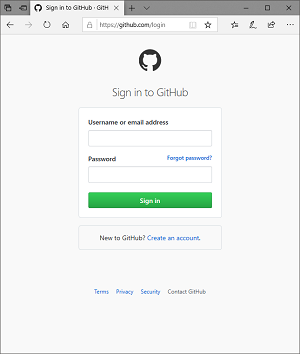 Sign in to GitHub · GitH
https://github.com/login
Sign in to GitHub
Username or email address
Password Forgot password?
Sign in
New to GitHub? Create an account.
Terms Privacy Security Contact GitHub